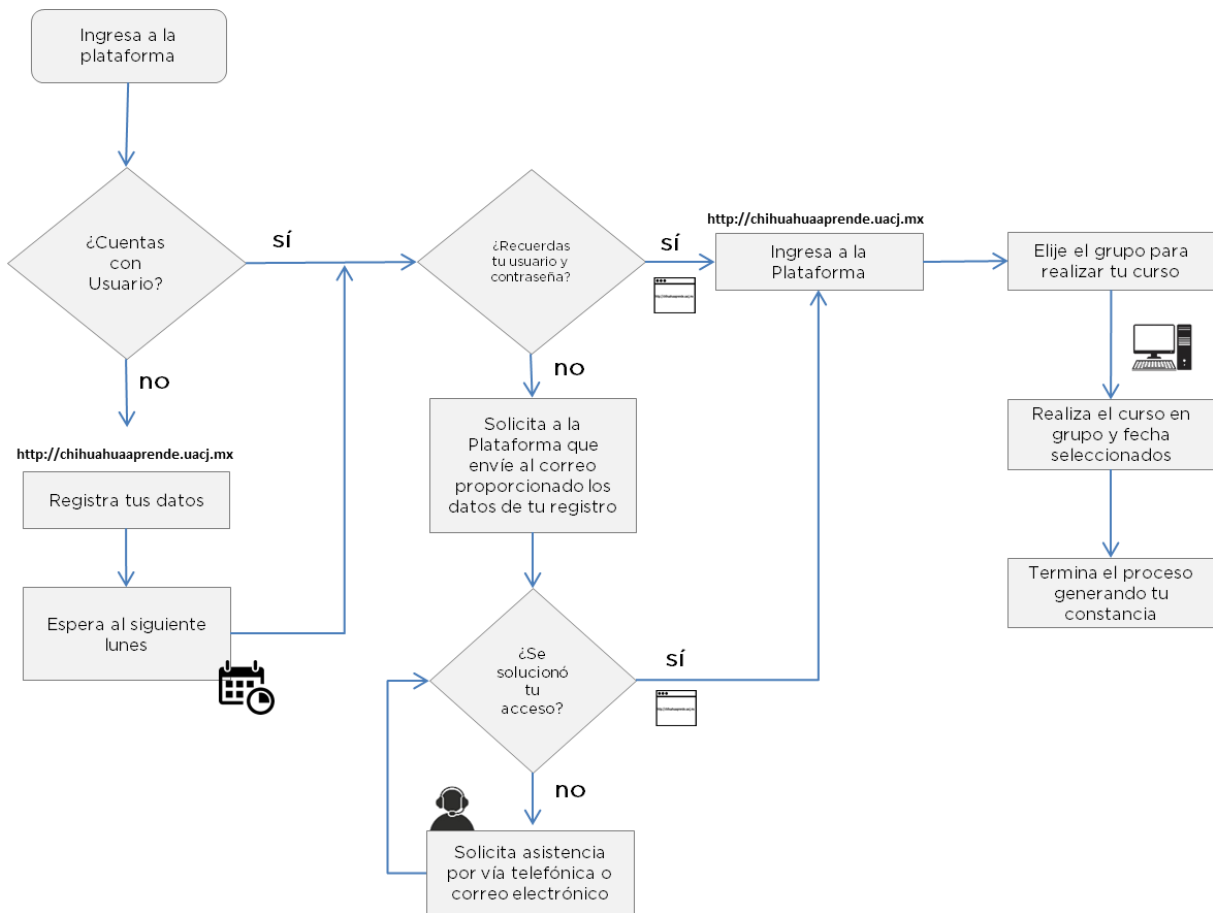 Ingresa a la
plataforma
¿Cuentas
con
Usuario?
sí
no
http://chihuahuaaprende.uacj.mx
Registra tus datos
Espera al siguiente
lunes
¿Recuerdas
tu usuario y
contraseña?
sí
no
Solicita a la
Plataforma que
envíe al correo
proporcionado los
datos de tu registro
¿Se
solucionó
tu
acceso?
sí
no
Solicita asistencia
por vía telefónica o
correo electrónico
http://chihuahuaaprende.uacj.mx
Ingresa a la
Plataforma
Elije el grupo para
realizar tu curso
Realiza el curso en
grupo y fecha
seleccionados
Termina el proceso
generando tu
constancia